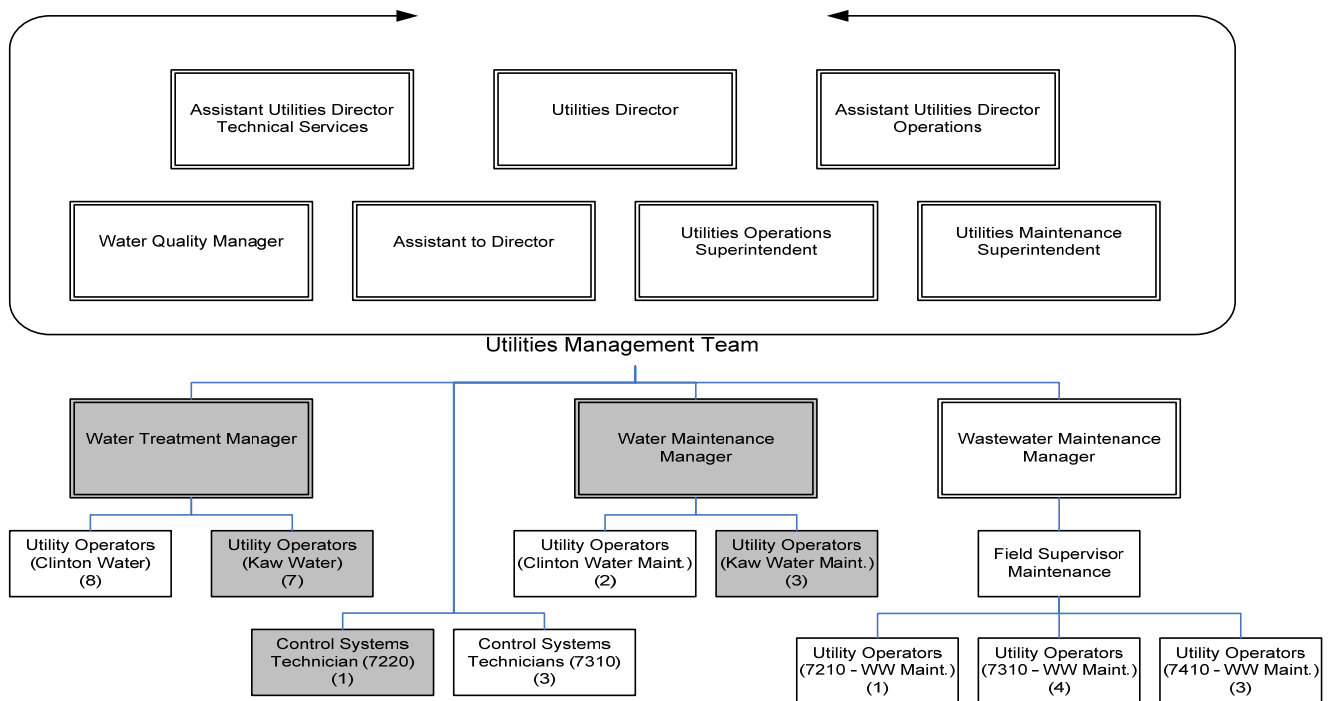 Assistant Utilities Director
Technical Services
Utilities Director
Assistant Utilities Director
Operations
Water Quality Manager
Assistant to Director
Utilities Operations
Superintendent
Utilities Maintenance
Superintendent
Utilities Management Team
Water Treatment Manager
Water Maintenance
Manager
Wastewater Maintenance
Manager
Utility Operators
(Clinton Water)
(8)
Utility Operators
(Kaw Water)
(7)
Utility Operators
(Clinton Water Maint.)
(2)
Utility Operators
(Kaw Water Maint.)
(3)
Field Supervisor
Maintenance
Control Systems
Technician (7220)
(1)
Control Systems
Technicians (7310)
(3)
Utility Operators
(7210 - WW Maint.)
(1)
Utility Operators
(7310 - WW Maint.)
(4)
Utility Operators
(7410 - WW Maint.)
(3)